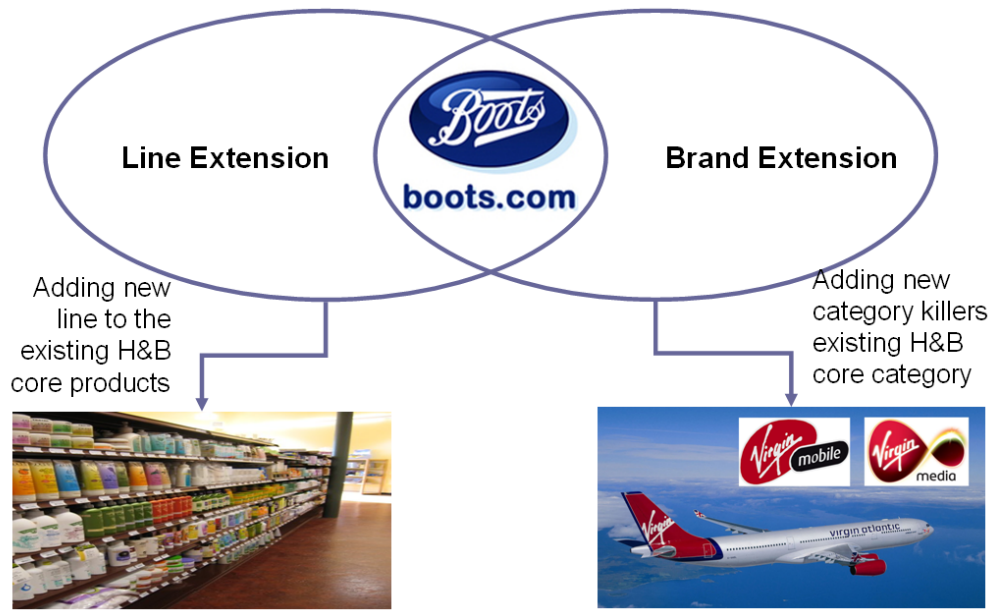 Boots
boots.com
Line Extension
Brand Extension
Adding new
line to the
existing H&B
core products
Adding new
category killers
existing H&B
core category
Virgin
mobile
Virgin
media
Virgin
virgin atlantic